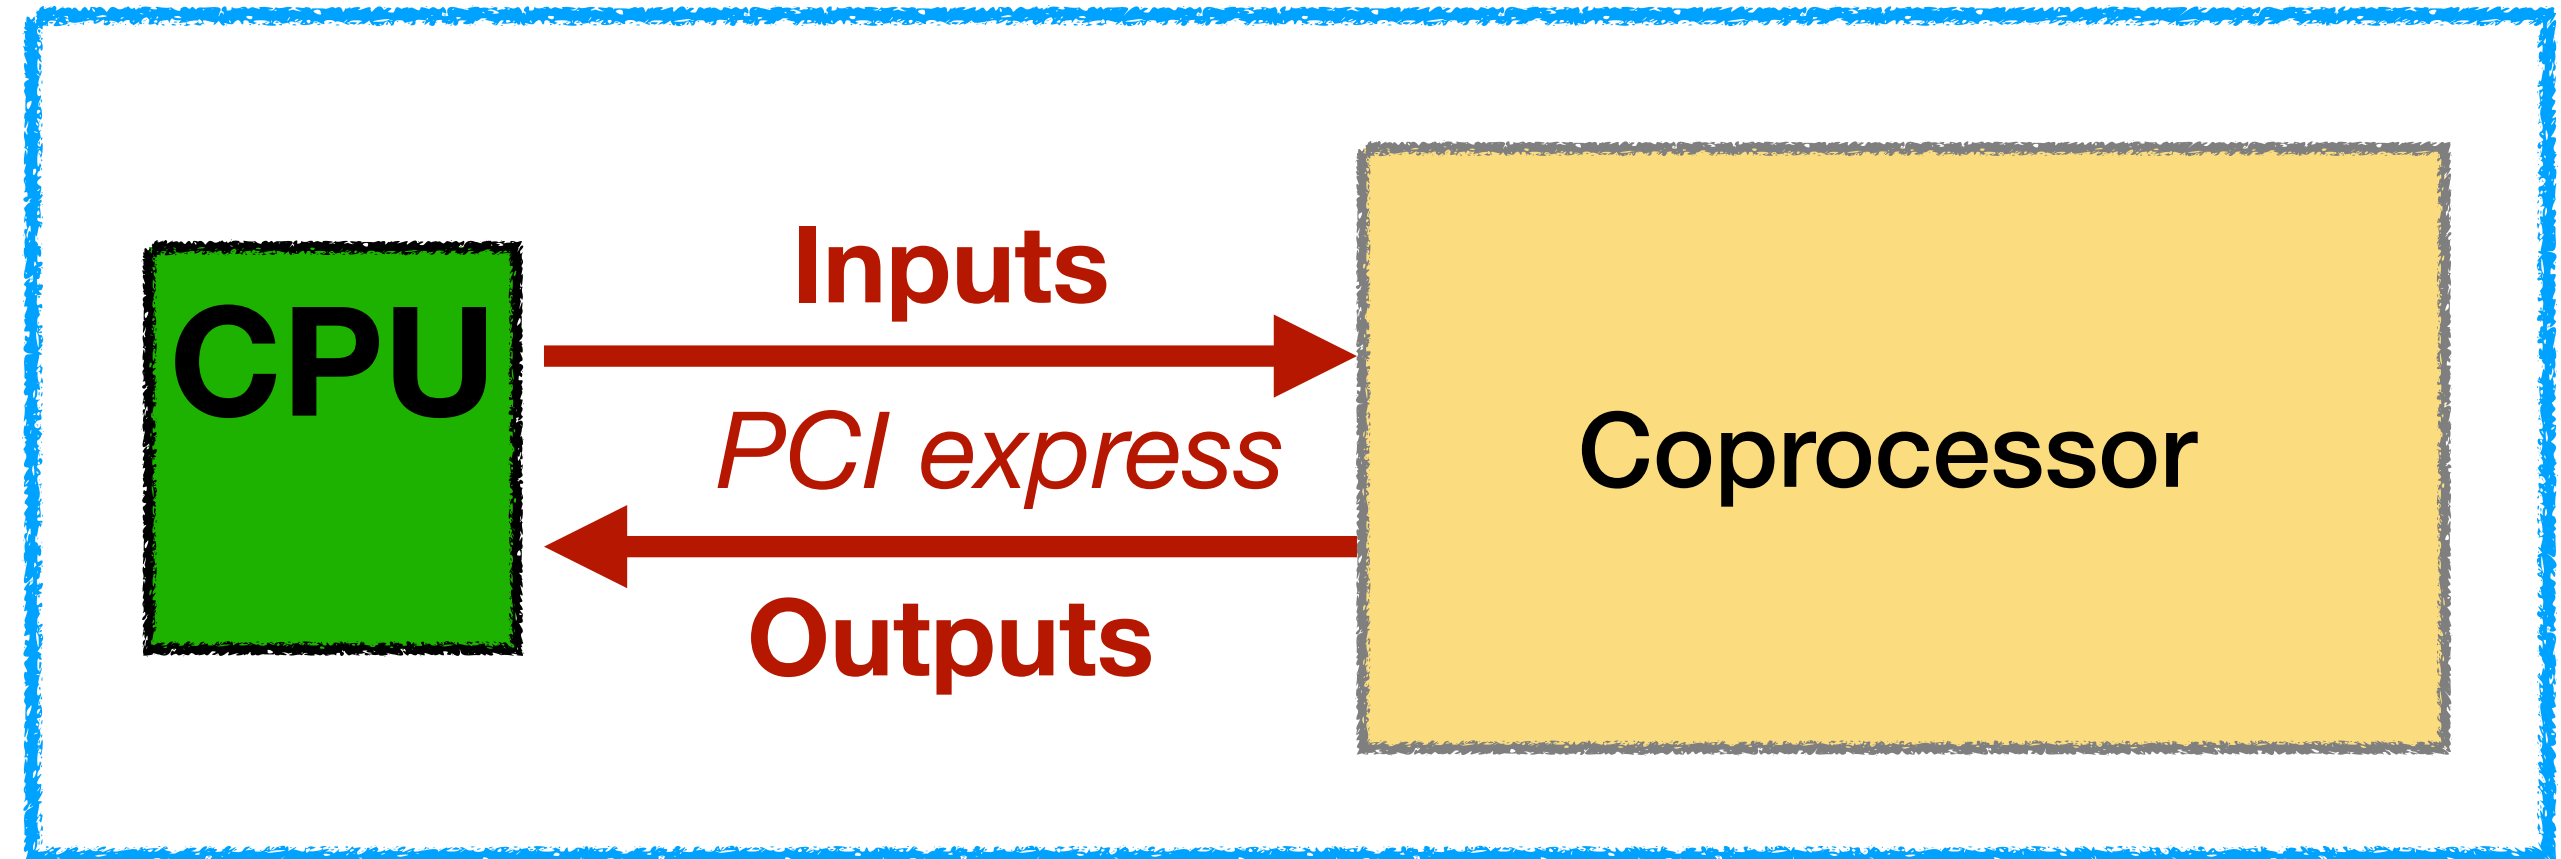 Inputs
CPU
PCI express
Coprocessor
Outputs